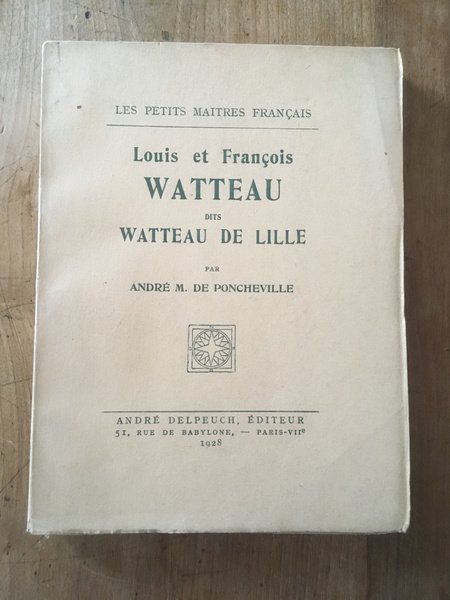 LES PETITS MAITRES FRANÇAIS
Louis et François
WATTEAU
DITS
WATTEAU DE LILLE
PAR
ANDRÉ M. DE PONCHEVILLE
ANDRÉ DELPEUCH, ÉDITEUR
51, RUE DE BABYLONE, — PARIS-VIIe
1928